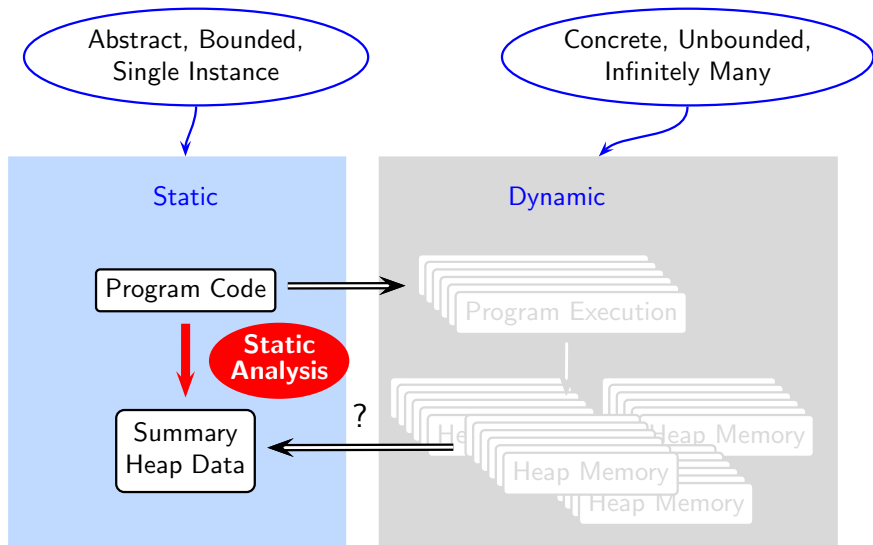 Abstract, Bounded,
Single Instance
Concrete, Unbounded,
Infinitely Many
Static
Dynamic
Program Code
Program Execution
Static
Analysis
?
Summary
Heap Data
Heap Memory
Heap Memory
Heap Memory